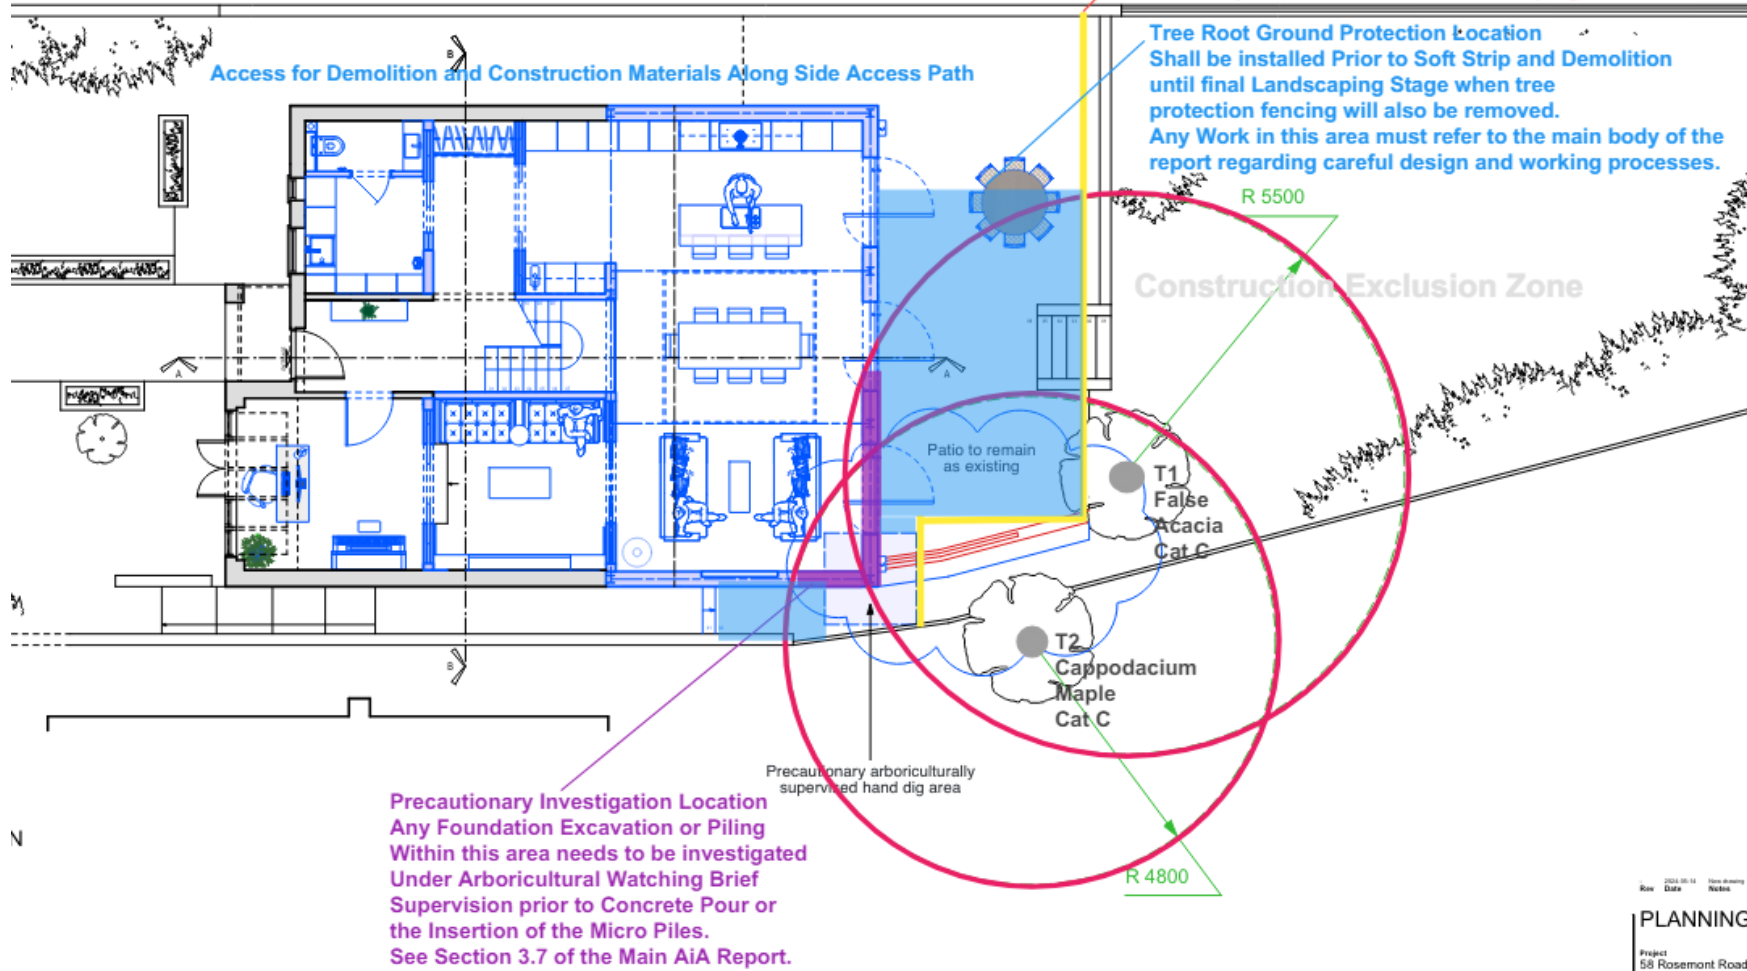 Access for Demolition and Construction Materials Along Side Access Path
Tree Root Ground Protection Location
Shall be installed Prior to Soft Strip and Demolition
until final Landscaping Stage when tree
protection fencing will also be removed.
Any Work in this area must refer to the main body of the
report regarding careful design and working processes.
R 5500
Construction Exclusion Zone
B
A
A
Patio to remain
as existing
T1
False
Acacia
Cat C
T2
Cappodacium
Maple
Cat C
B
Precautionary arboriculturally
supervised hand dig area
Precautionary Investigation Location
Any Foundation Excavation or Piling
Within this area needs to be investigated
Under Arboricultural Watching Brief
Supervision prior to Concrete Pour or
the Insertion of the Micro Piles.
See Section 3.7 of the Main AiA Report.
R 4800
N
Rev Date Notes
PLANNING
Project
58 Rosemont Road